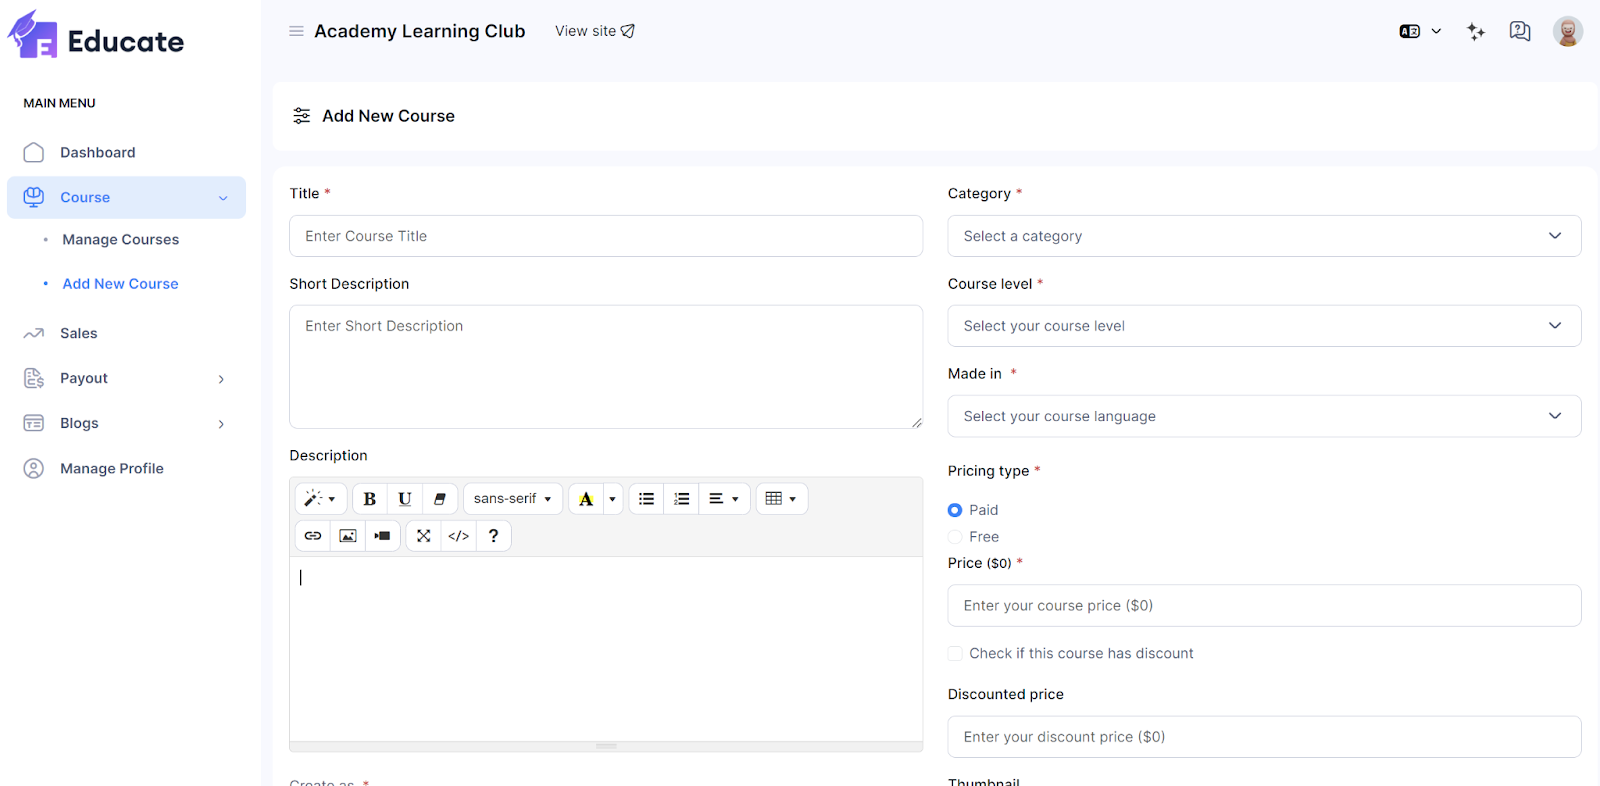 Educate
MAIN MENU
Dashboard
Course
Manage Courses
Add New Course
Sales
Payout
Blogs
Manage Profile
Academy Learning Club
View site
Add New Course
Title *
Enter Course Title
Short Description
Enter Short Description
Description
B U sans-serif A
</> ?
Create as *
Category *
Select a category
Course level *
Select your course level
Made in *
Select your course language
Pricing type *
Paid
Free
Price ($0) *
Enter your course price ($0)
Check if this course has discount
Discounted price
Enter your discount price ($0)
Thumbnail